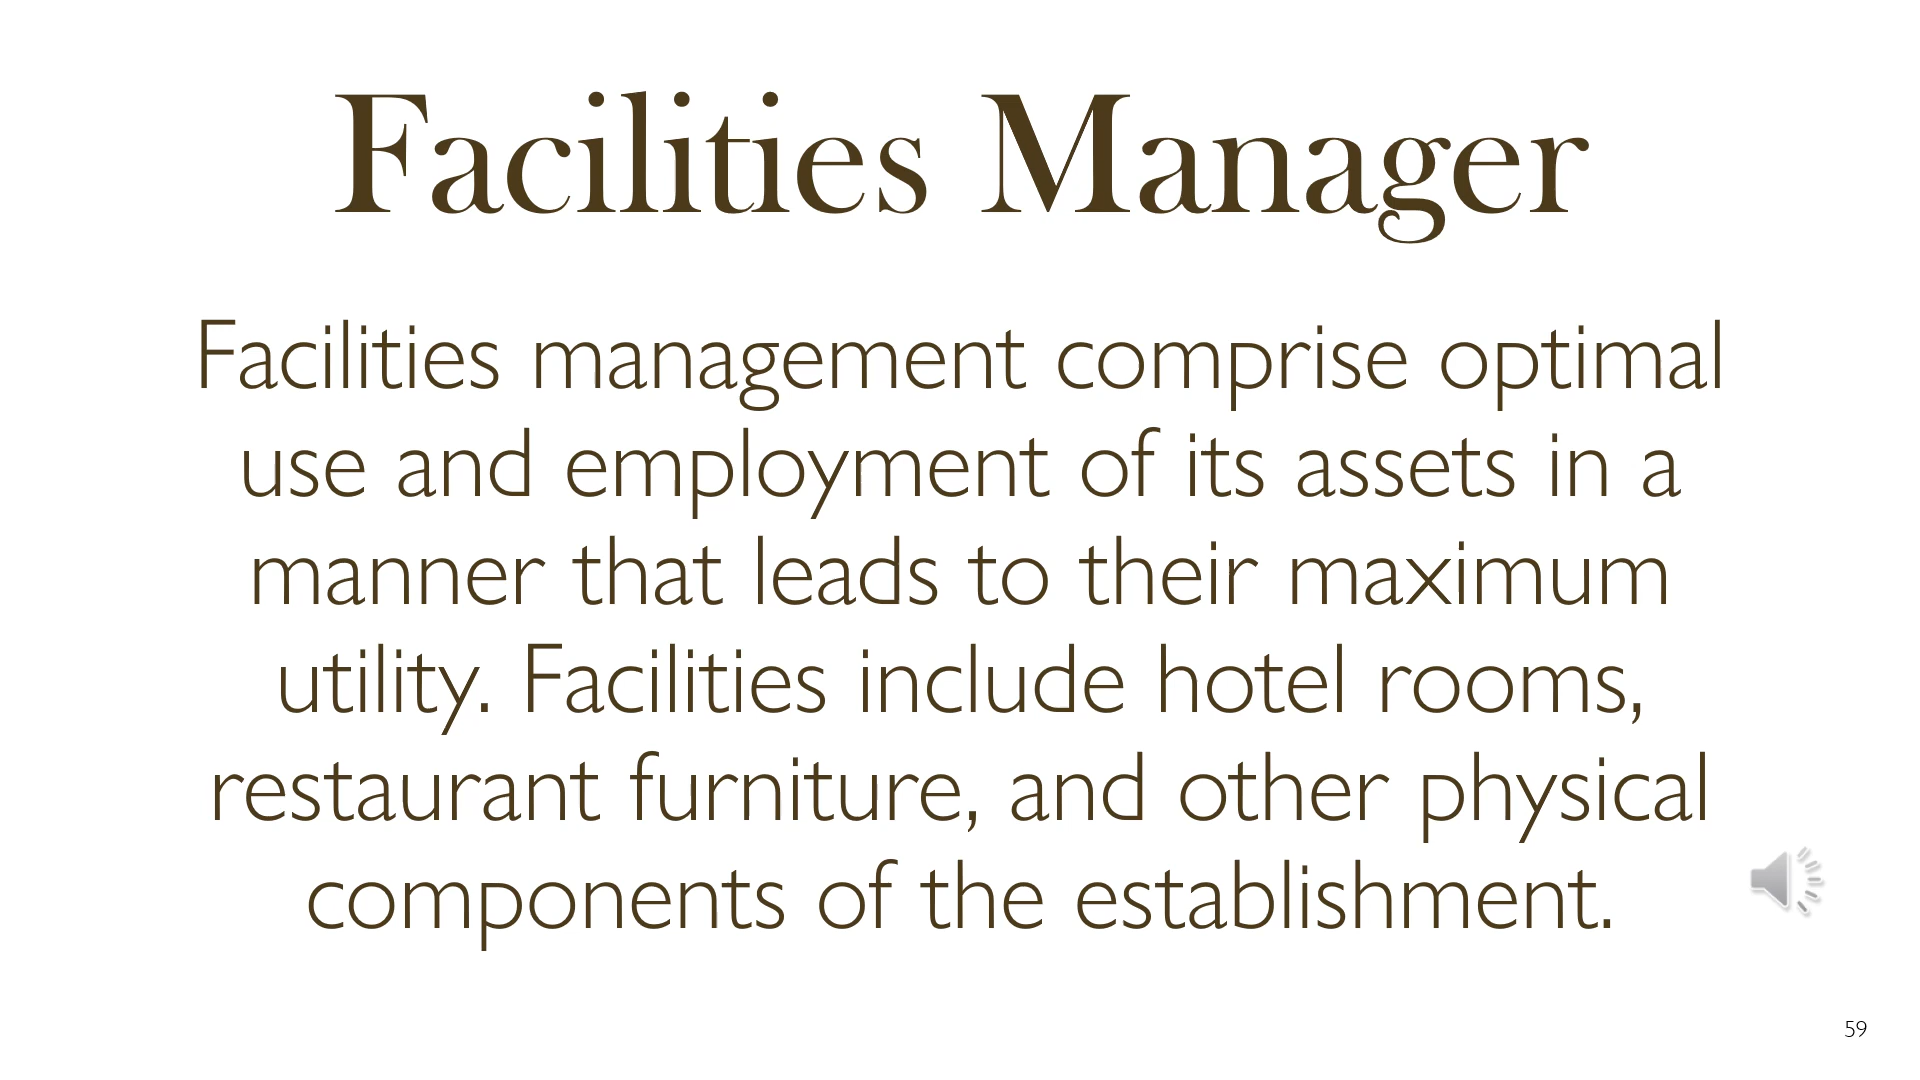 Facilities Manager
Facilities management comprise optimal
use and employment of its assets in a
manner that leads to their maximum
utility. Facilities include hotel rooms,
restaurant furniture, and other physical
components of the establishment.
59